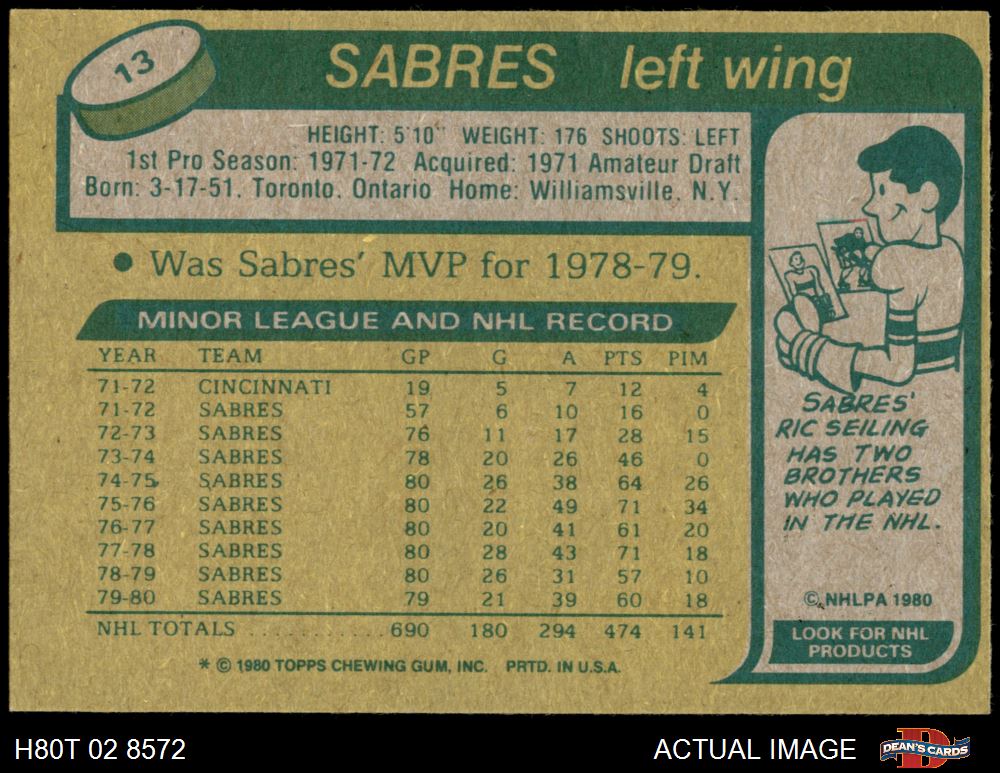 13
SABRES left wing
HEIGHT: 5'10" WEIGHT: 176 SHOOTS: LEFT
1st Pro Season: 1971-72 Acquired: 1971 Amateur Draft
Born: 3-17-51, Toronto, Ontario Home: Williamsville, N.Y.
• Was Sabres' MVP for 1978-79.
MINOR LEAGUE AND NHL RECORD
YEAR TEAM GP G A PTS PIM
71-72 CINCINNATI 19 5 7 12 4
71-72 SABRES 57 6 10 16 0
72-73 SABRES 76 11 17 28 15
73-74 SABRES 78 20 26 46 0
74-75 SABRES 80 26 38 64 26
75-76 SABRES 80 22 49 71 34
76-77 SABRES 80 20 41 61 20
77-78 SABRES 80 28 43 71 18
78-79 SABRES 80 26 31 57 10
79-80 SABRES 79 21 39 60 18
NHL TOTALS ............690 180 294 474 141
* © 1980 TOPPS CHEWING GUM, INC. PRTD. IN U.S.A.
SABRES'
RIC SEILING
HAS TWO
BROTHERS
WHO PLAYED
IN THE NHL.
© NHLPA 1980
LOOK FOR NHL
PRODUCTS
H80T 02 8572
ACTUAL IMAGE
DEAN'S CARDS